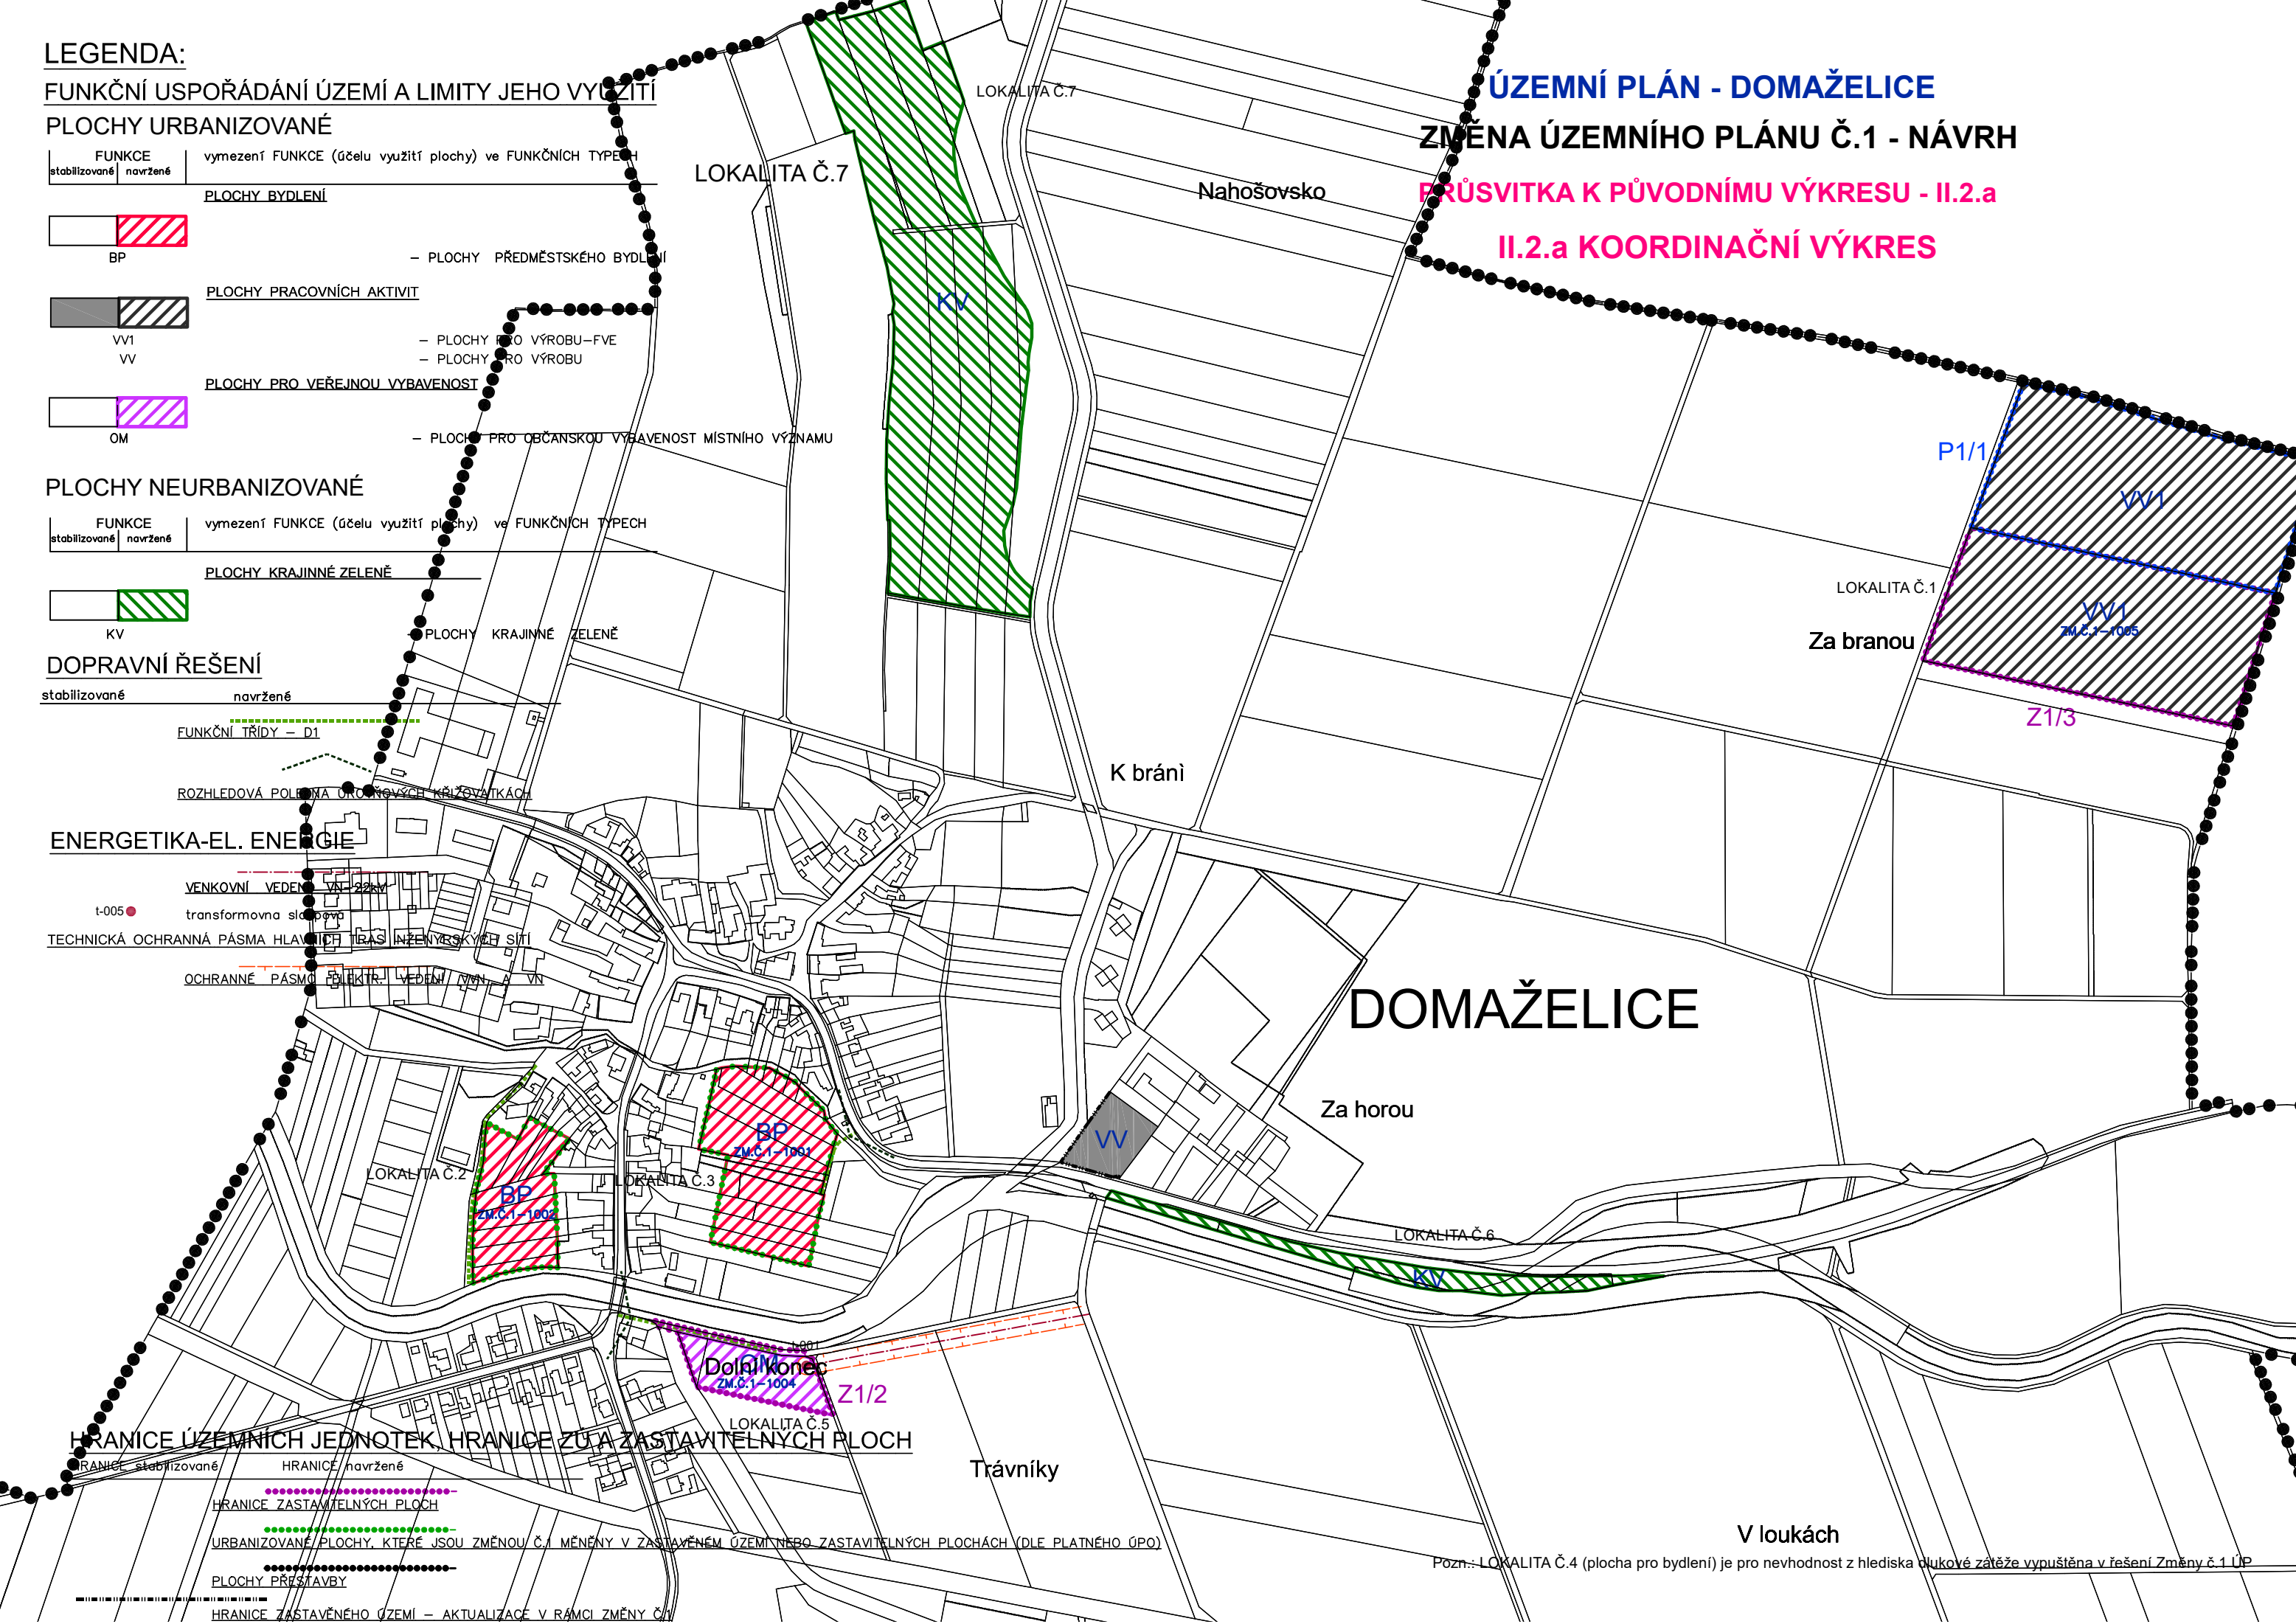 LEGENDA:
FUNKČNÍ USPOŘÁDÁNÍ ÚZEMÍ A LIMITY JEHO VYUŽITÍ
PLOCHY URBANIZOVANÉ
FUNKCE
stabilizované navržené
vymezení FUNKCE (účelu využití plochy) ve FUNKČNÍCH TYPECH
PLOCHY BYDLENÍ
BP
– PLOCHY PŘEDMĚSTSKÉHO BYDLENÍ
PLOCHY PRACOVNÍCH AKTIVIT
VV1
– PLOCHY PRO VÝROBU–FVE
VV
– PLOCHY PRO VÝROBU
PLOCHY PRO VEŘEJNOU VYBAVENOST
OM
– PLOCHY PRO OBČANSKOU VYBAVENOST MÍSTNÍHO VÝZNAMU
PLOCHY NEURBANIZOVANÉ
FUNKCE
stabilizované navržené
vymezení FUNKCE (účelu využití plochy) ve FUNKČNÍCH TYPECH
PLOCHY KRAJINNÉ ZELENĚ
KV
– PLOCHY KRAJINNÉ ZELENĚ
DOPRAVNÍ ŘEŠENÍ
stabilizované
navržené
FUNKČNÍ TŘÍDY – D1
ROZHLEDOVÁ POLE NA ÚROVŇOVÝCH KŘIŽOVATKÁCH
ENERGETIKA-EL. ENERGIE
VENKOVNÍ VEDENÍ VN–22kV
t-005
transformovna sloupová
TECHNICKÁ OCHRANNÁ PÁSMA HLAVNÍCH TRAS INŽENÝRSKÝCH SÍTÍ
OCHRANNÉ PÁSMO ELEKTR. VEDENÍ VVN A VN
HRANICE ÚZEMNÍCH JEDNOTEK, HRANICE ZÚ A ZASTAVITELNÝCH PLOCH
HRANICE stabilizované
HRANICE navržené
HRANICE ZASTAVITELNÝCH PLOCH
URBANIZOVANÉ PLOCHY, KTERÉ JSOU ZMĚNOU Č.1 MĚNĚNY V ZASTAVĚNÉM ÚZEMÍ NEBO ZASTAVITELNÝCH PLOCHÁCH (DLE PLATNÉHO ÚPO)
PLOCHY PŘESTAVBY
HRANICE ZASTAVĚNÉHO ÚZEMÍ – AKTUALIZACE V RÁMCI ZMĚNY Č.1
ÚZEMNÍ PLÁN - DOMAŽELICE
ZMĚNA ÚZEMNÍHO PLÁNU Č.1 - NÁVRH
PRŮSVITKA K PŮVODNÍMU VÝKRESU - II.2.a
II.2.a KOORDINAČNÍ VÝKRES
LOKALITA Č.7
LOKALITA Č.7
Nahošovsko
KV
P1/1
VV1
LOKALITA Č.1
VV1
ZM.Č.1–1005
Za branou
Z1/3
K bránì
DOMAŽELICE
Za horou
VV
BP
ZM.Č.1–1001
LOKALITA Č.2
LOKALITA Č.3
BP
ZM.Č.1–1002
LOKALITA Č.6
KV
t-001
OM
Dolní konec
ZM.Č.1–1004
Z1/2
LOKALITA Č.5
Trávníky
V loukách
Pozn.: LOKALITA Č.4 (plocha pro bydlení) je pro nevhodnost z hlediska hlukové zátěže vypuštěna v řešení Změny č.1 ÚP